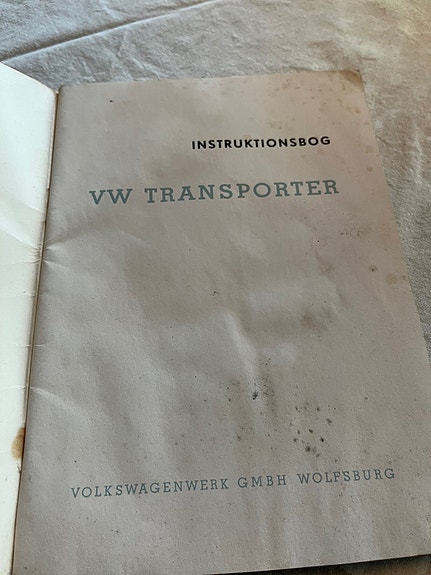 INSTRUKTIONSBOG
VW TRANSPORTER
VOLKSWAGENWERK GMBH WOLFSBURG